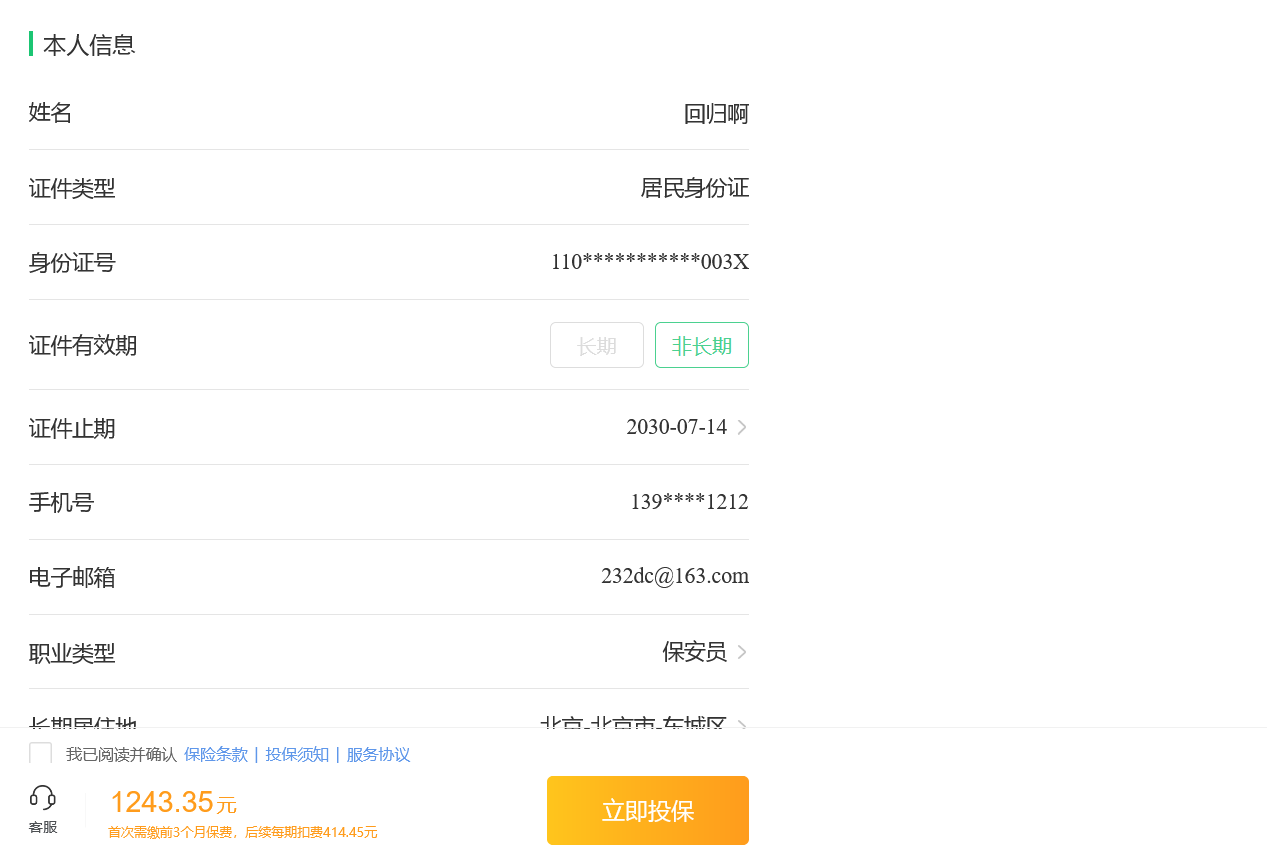 本人信息
姓名 回归啊
证件类型 居民身份证
身份证号 110***********003X
证件有效期 长期 非长期
证件止期 2030-07-14
手机号 139****1212
电子邮箱 232dc@163.com
职业类型 保安员
长期居住地 北京-北京市-东城区
我已阅读并确认 保险条款 | 投保须知 | 服务协议
1243.35元
立即投保
客服
首次需缴前3个月保费，后续每期扣费414.45元